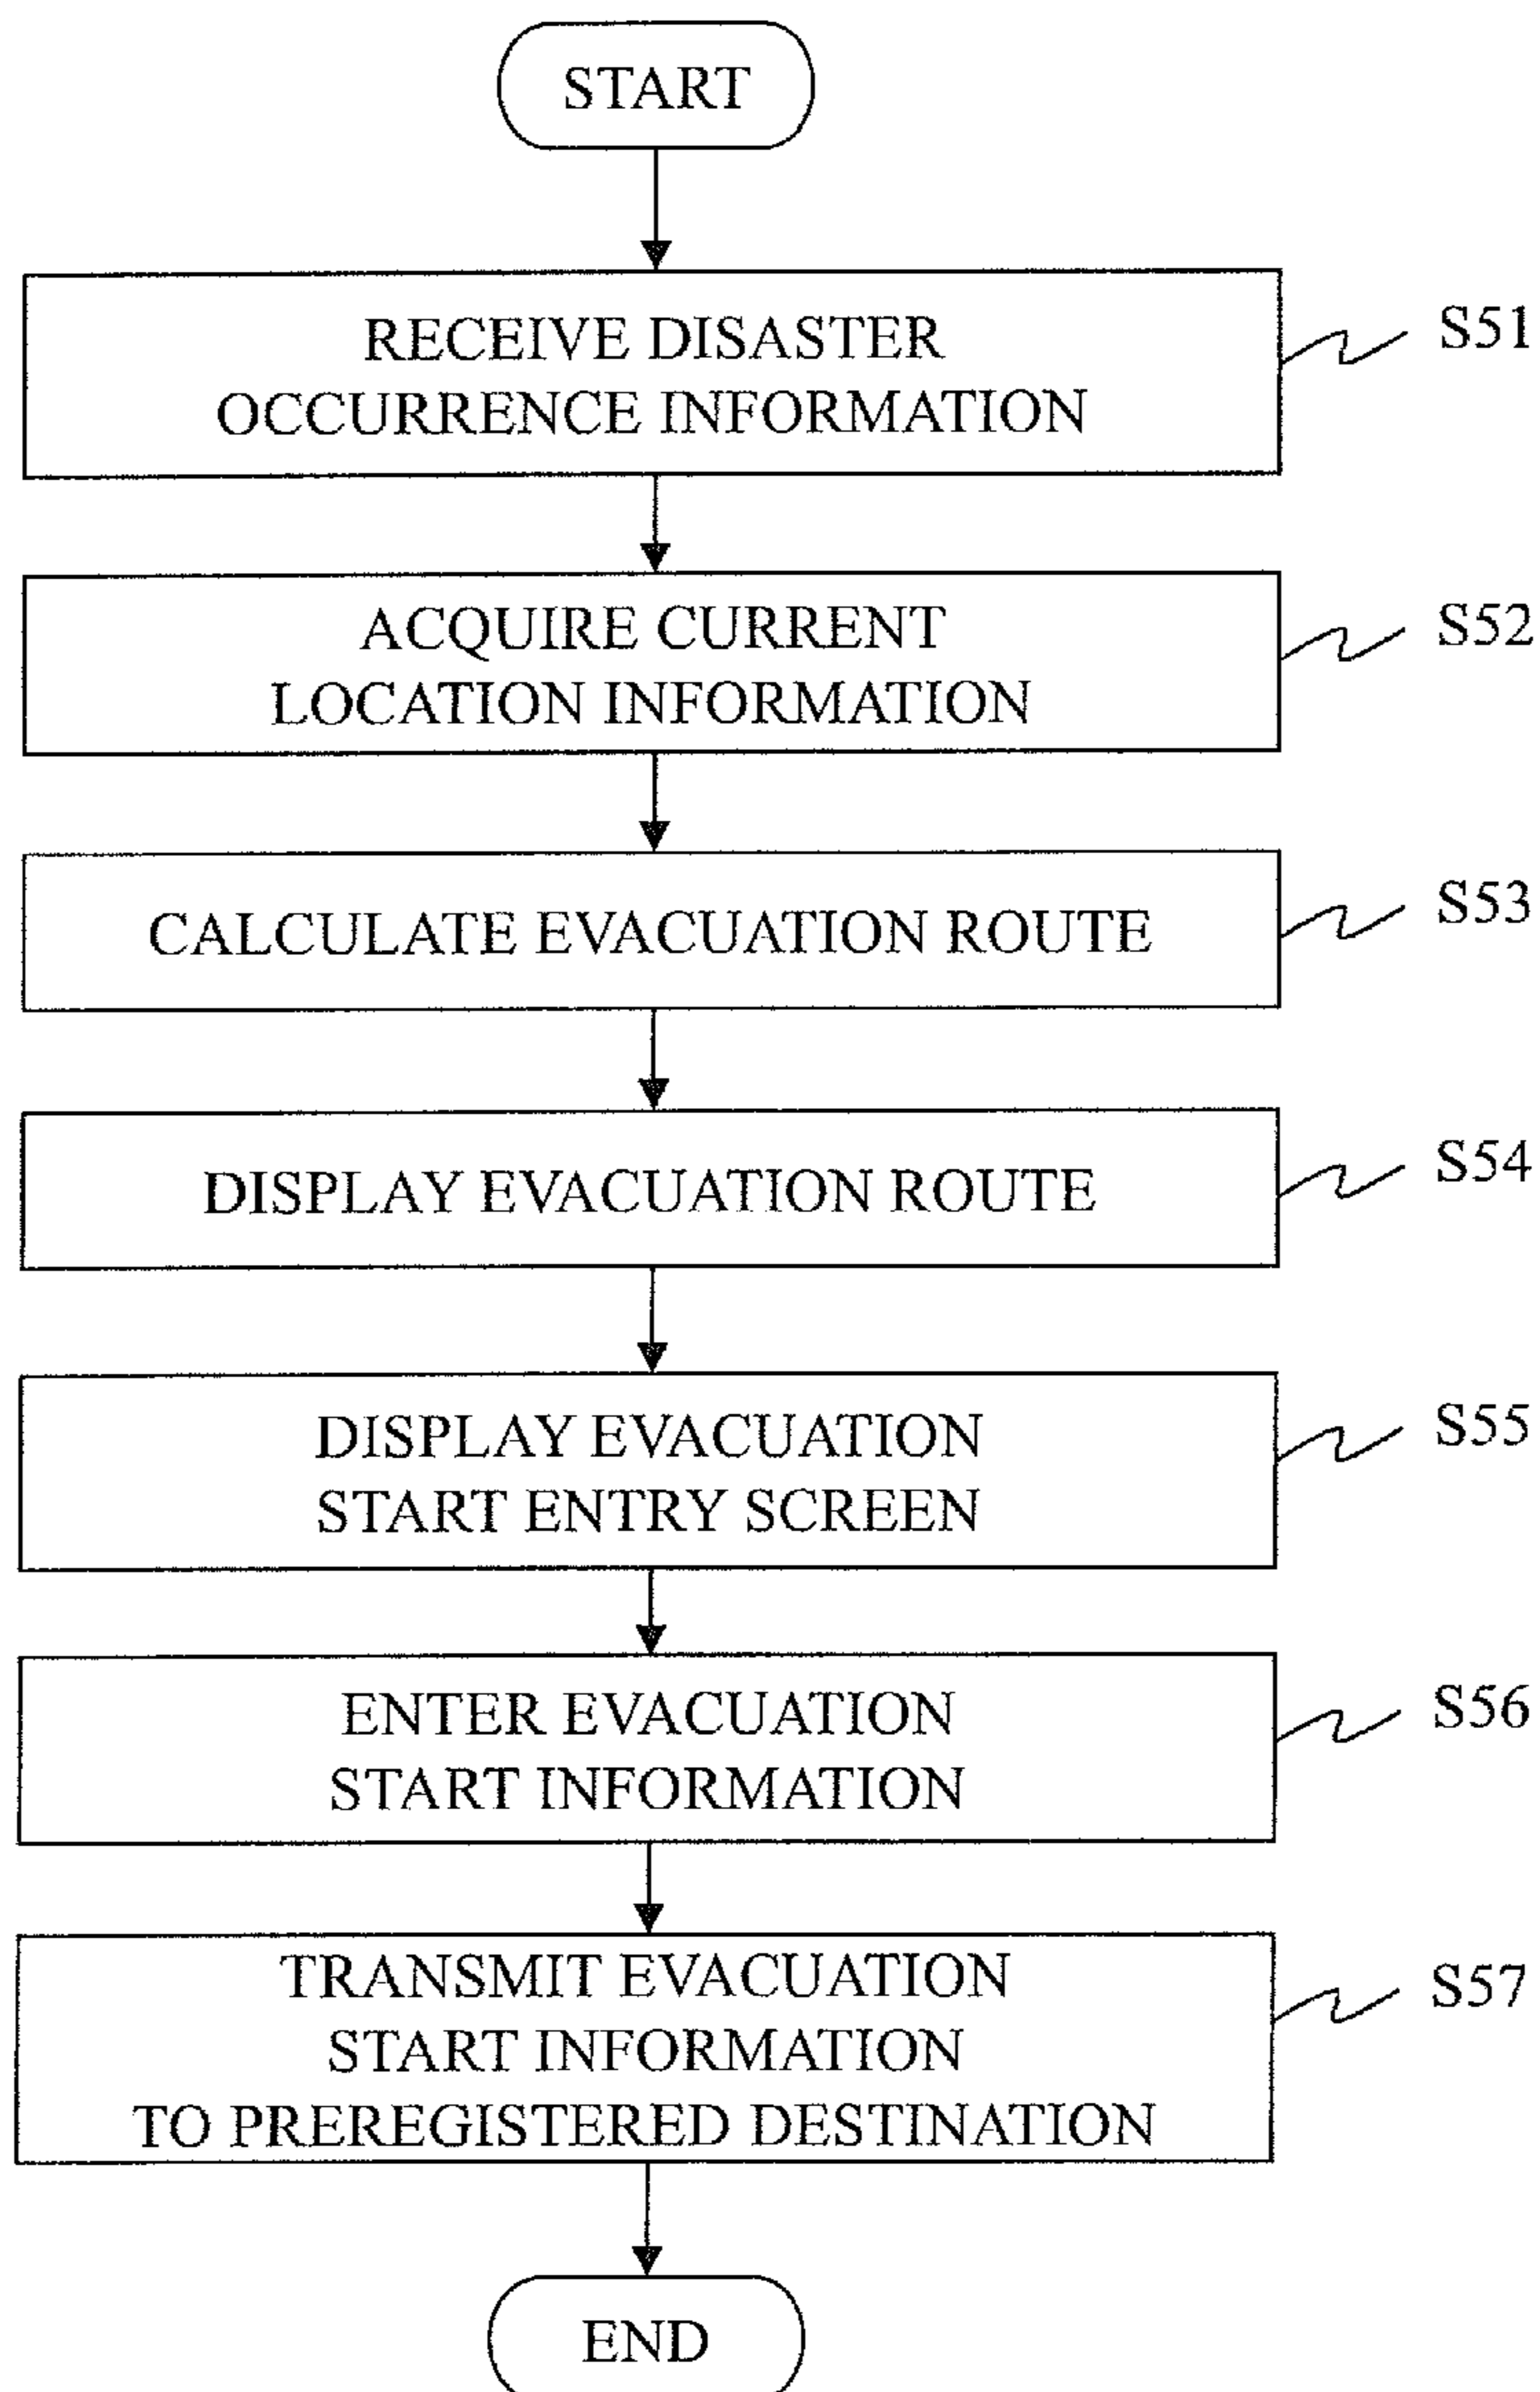 START
RECEIVE DISASTER
OCCURRENCE INFORMATION
S51
ACQUIRE CURRENT
LOCATION INFORMATION
S52
CALCULATE EVACUATION ROUTE
S53
DISPLAY EVACUATION ROUTE
S54
DISPLAY EVACUATION
START ENTRY SCREEN
S55
ENTER EVACUATION
START INFORMATION
S56
TRANSMIT EVACUATION
START INFORMATION
TO PREREGISTERED DESTINATION
S57
END